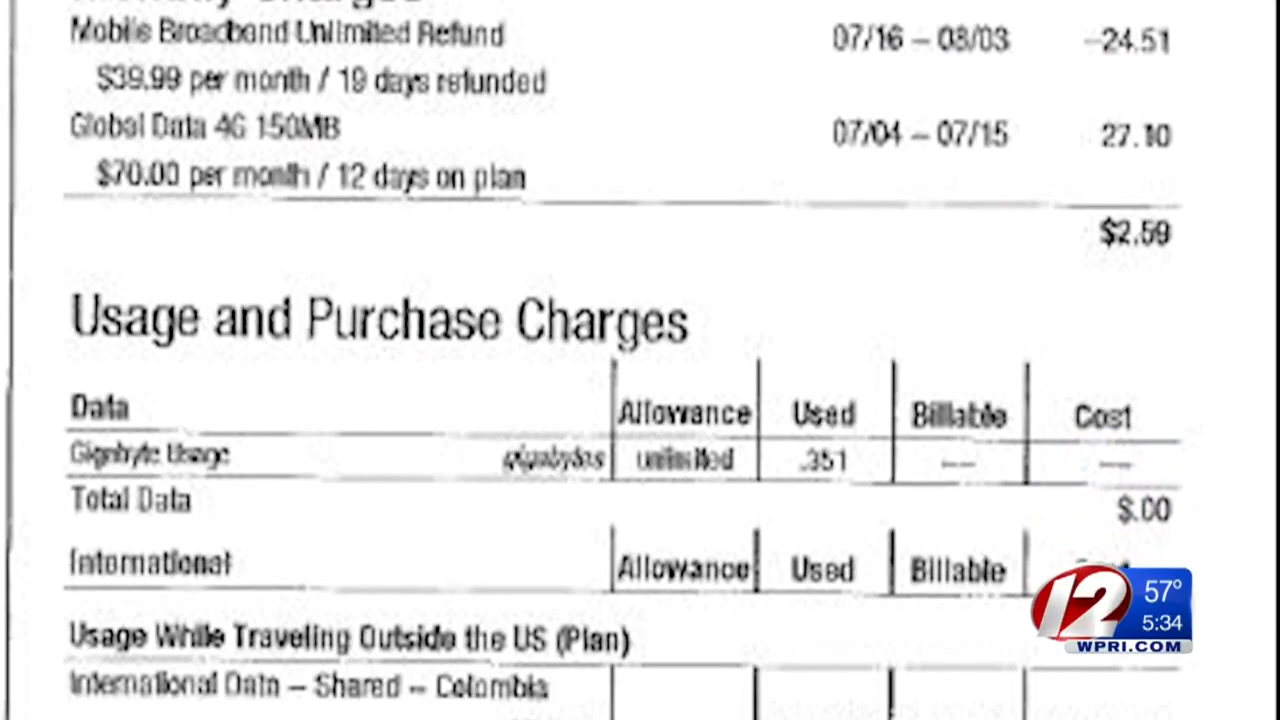 Mobile Broadband Unlimited Refund 07/16 – 08/03 –24.51
$39.99 per month / 19 days refunded
Global Data 4G 150MB 07/04 – 07/15 27.10
$70.00 per month / 12 days on plan
$2.59
Usage and Purchase Charges
Data Allowance Used Billable Cost
Gigabyte Usage gigabytes unlimited .351 –– ––
Total Data $.00
International Allowance Used Billable
Usage While Traveling Outside the US (Plan)
International Data – Shared – Colombia
12
57°
5:34
WPRI.COM